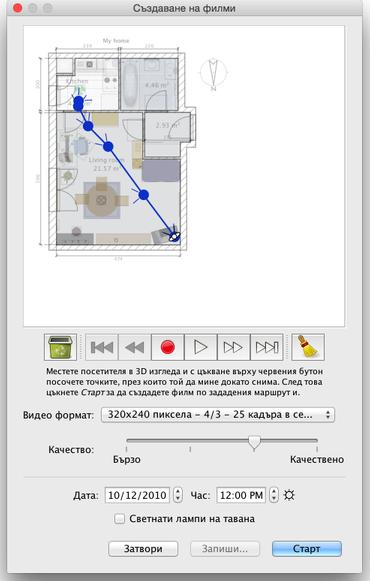 Създаване на филми
My home
Kitchen
4.46 m²
2.93 m²
Living room
21.57 m²
N
Местете посетителя в 3D изгледа и с цъкване върху червения бутон
посочете точките, през които той да мине докато снима. След това
цъкнете Старт за да създадете филм по зададения маршрут и.
Видео формат: 320x240 пиксела – 4/3 – 25 кадъра в се...
Качество:
Бързо Качествено
Дата: 10/12/2010 Час: 12:00 PM
Светнати лампи на тавана
Затвори Запиши... Старт